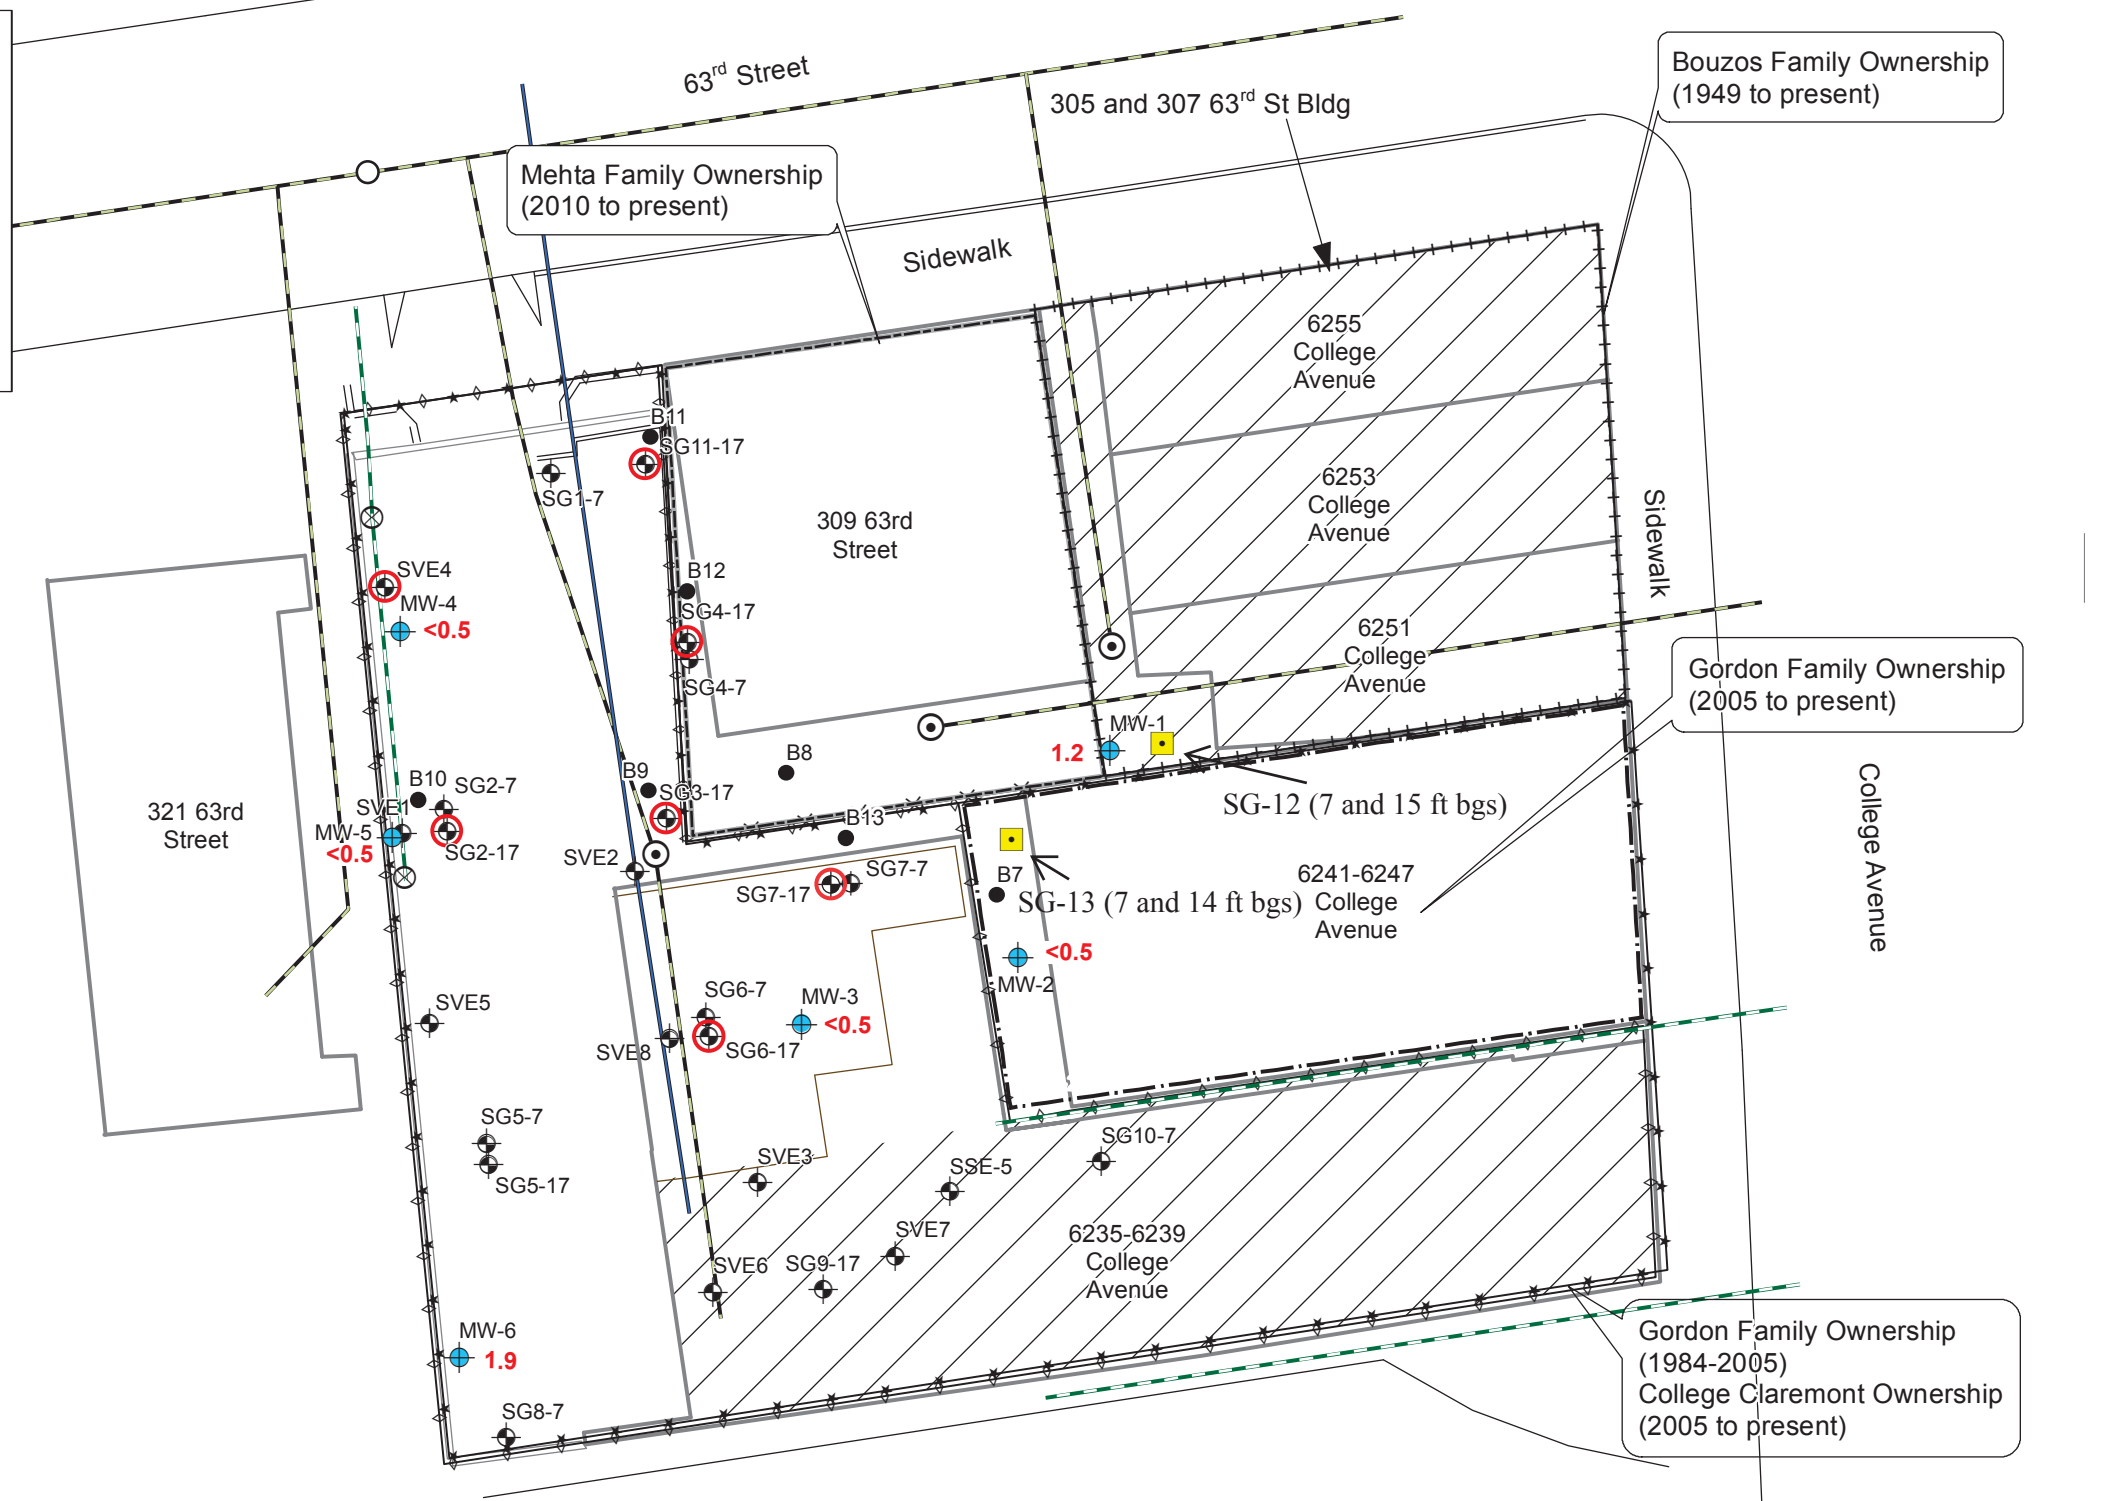 63rd Street
Bouzos Family Ownership
(1949 to present)
305 and 307 63rd St Bldg
Mehta Family Ownership
(2010 to present)
Sidewalk
6255
College
Avenue
B11
SG11-17
SG1-7
6253
College
Avenue
Sidewalk
309 63rd
Street
SVE4
MW-4
<0.5
B12
SG4-17
SG4-7
6251
College
Avenue
Gordon Family Ownership
(2005 to present)
MW-1
1.2
B8
B9
SG3-17
B10
SG2-7
SVE1
MW-5
<0.5
SG2-17
321 63rd
Street
SG-12 (7 and 15 ft bgs)
College Avenue
B13
SVE2
SG7-7
SG7-17
B7
6241-6247
College
Avenue
SG-13 (7 and 14 ft bgs)
<0.5
MW-2
SG6-7
MW-3
<0.5
SVE5
SVE8
SG6-17
SG5-7
SG5-17
SG10-7
SVE3
SSE-5
SVE7
6235-6239
College
Avenue
SVE6
SG9-17
MW-6
1.9
SG8-7
Gordon Family Ownership
(1984-2005)
College Claremont Ownership
(2005 to present)